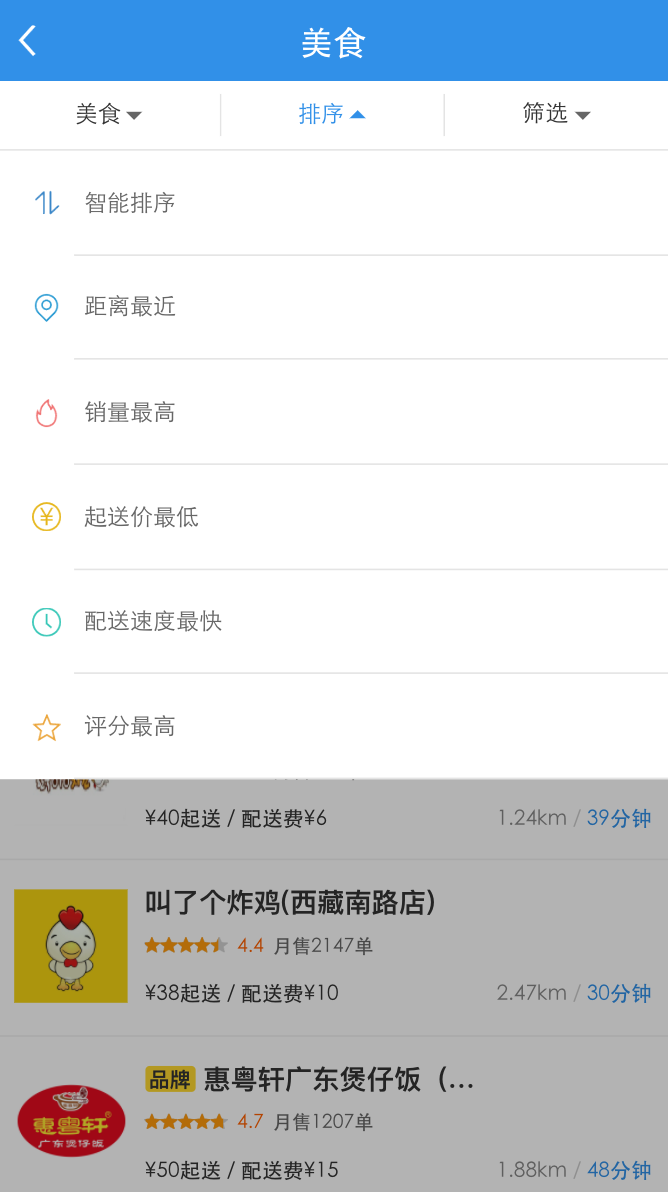 美食
美食 排序 筛选
智能排序
距离最近
销量最高
起送价最低
配送速度最快
评分最高
¥40起送 / 配送费¥6 1.24km / 39分钟
叫了个炸鸡(西藏南路店)
4.4 月售2147单
¥38起送 / 配送费¥10 2.47km / 30分钟
品牌 惠粤轩广东煲仔饭（...
惠粤轩®
广东煲仔饭
4.7 月售1207单
¥50起送 / 配送费¥15 1.88km / 48分钟